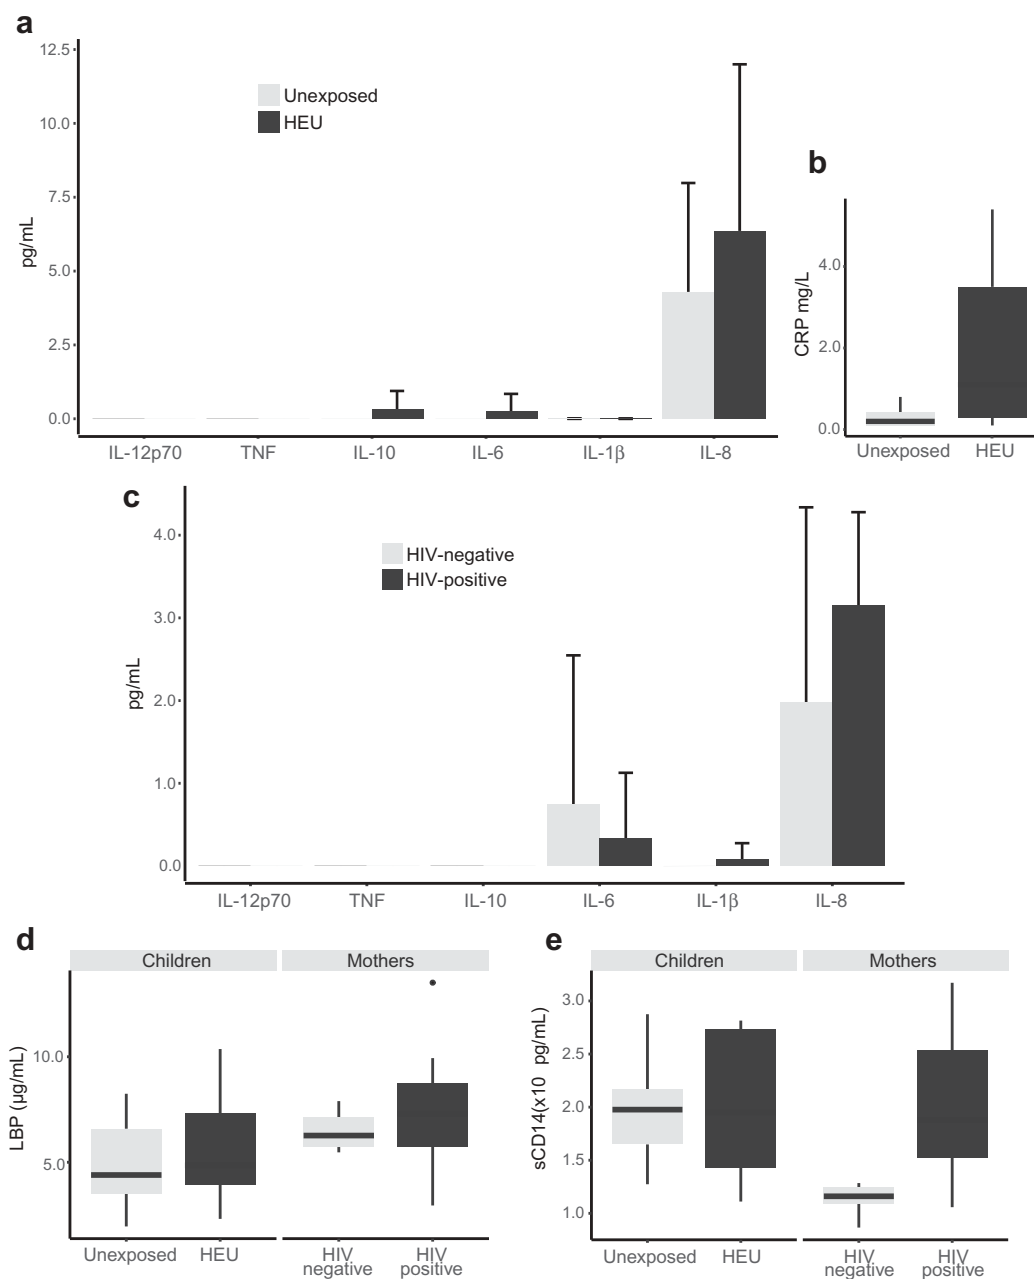 a
12.5
10.0
7.5
5.0
2.5
0.0
pg/mL
Unexposed
HEU
IL-12p70 TNF IL-10 IL-6 IL-1β IL-8
b
4.0
2.0
0.0
CRP mg/L
Unexposed HEU
c
4.0
3.0
2.0
1.0
0.0
pg/mL
HIV-negative
HIV-positive
IL-12p70 TNF IL-10 IL-6 IL-1β IL-8
d
Children Mothers
10.0
5.0
LBP (µg/mL)
Unexposed HEU HIV negative HIV positive
e
Children Mothers
3.0
2.5
2.0
1.5
1.0
sCD14(x10 pg/mL)
Unexposed HEU HIV negative HIV positive